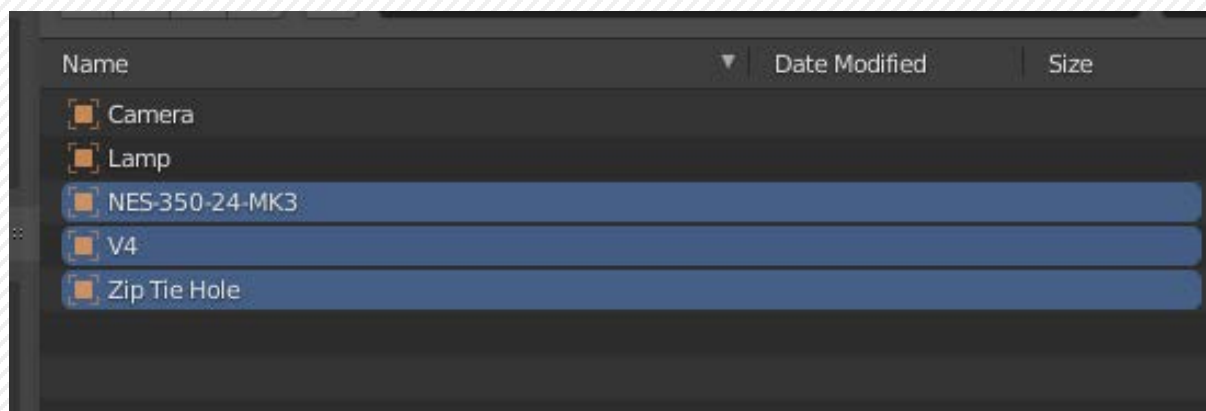 Name Date Modified Size
Camera
Lamp
NES-350-24-MK3
V4
Zip Tie Hole